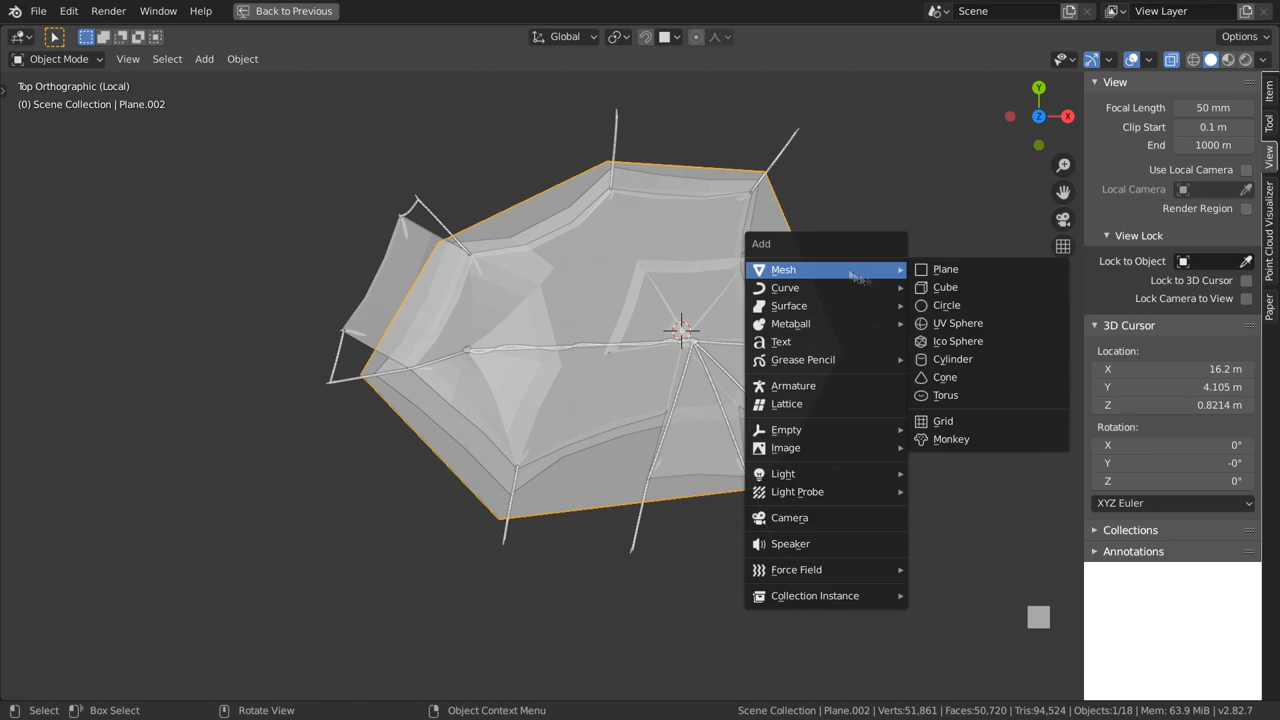 File Edit Render Window Help Back to Previous Scene View Layer
Global Options
Object Mode View Select Add Object
Top Orthographic (Local)
(0) Scene Collection | Plane.002
Y
X
Z
Add
Mesh
Curve
Surface
Metaball
Text
Grease Pencil
Armature
Lattice
Empty
Image
Light
Light Probe
Camera
Speaker
Force Field
Collection Instance
Plane
Cube
Circle
UV Sphere
Ico Sphere
Cylinder
Cone
Torus
Grid
Monkey
View
Focal Length 50 mm
Clip Start 0.1 m
End 1000 m
Use Local Camera
Local Camera
Render Region
View Lock
Lock to Object
Lock to 3D Cursor
Lock Camera to View
3D Cursor
Location:
X 16.2 m
Y 4.105 m
Z 0.8214 m
Rotation:
X 0°
Y -0°
Z 0°
XYZ Euler
Collections
Annotations
Item
Tool
View
Point Cloud Visualizer
Paper
Select Box Select Rotate View Object Context Menu Scene Collection | Plane.002 | Verts:51,861 | Faces:50,720 | Tris:94,524 | Objects:1/18 | Mem: 63.9 MiB | v2.82.7